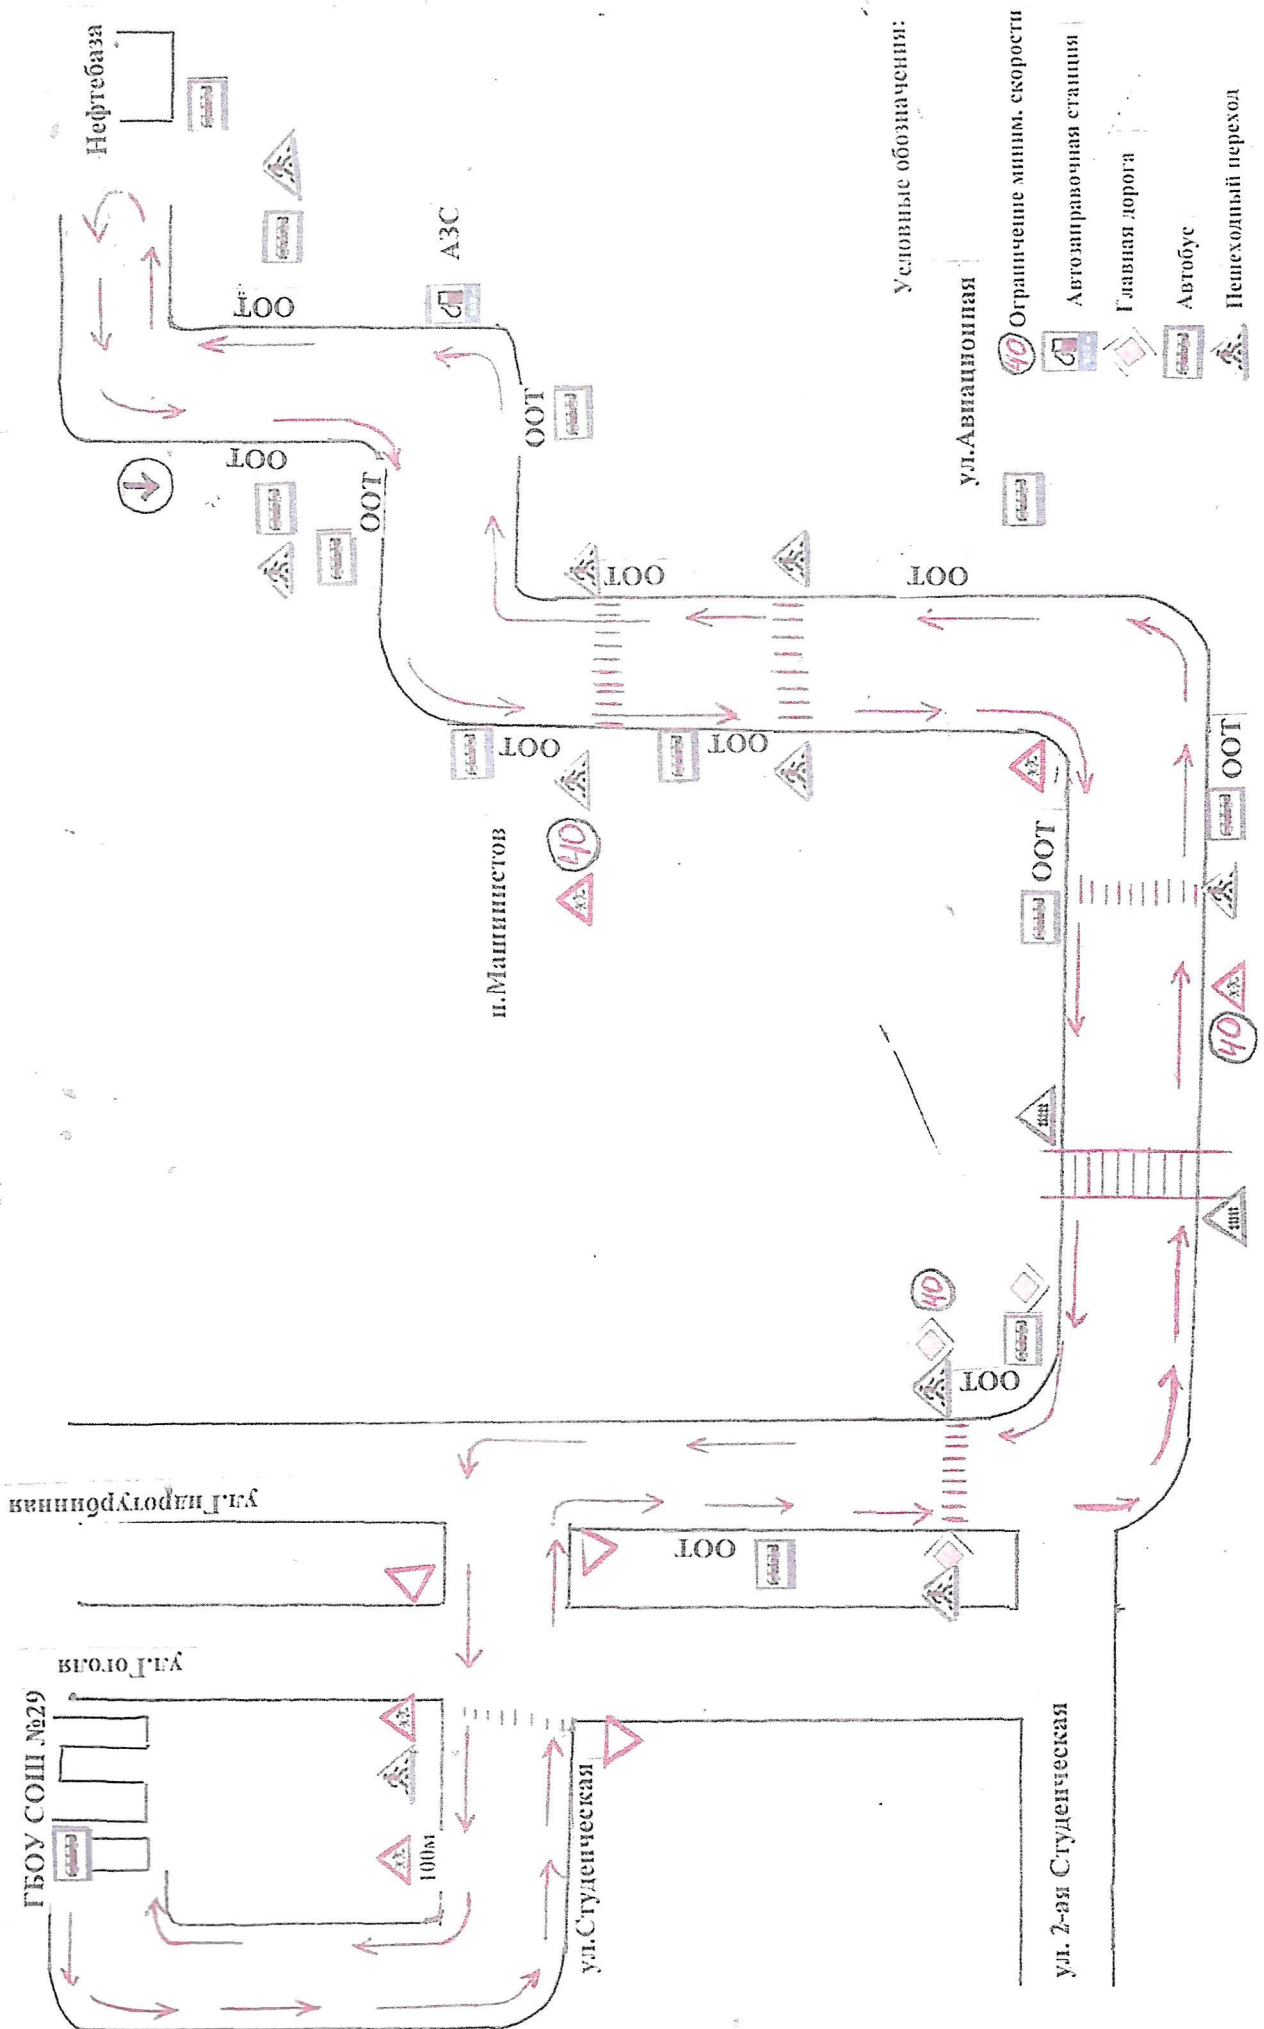 Нефтебаза
ООТ
АЗС
ООТ
ООТ
ООТ
ООТ
ООТ
ООТ
ООТ
ООТ
ООТ
ООТ
ООТ
ООТ
п.Машинистов
40
40
40
ул.Авиационная
Условные обозначения:
40 Ограничение миним. скорости
Автозаправочная станция
Главная дорога
Автобус
Пешеходный переход
ул.Гидротурбинная
ул.Гоголя
ГБОУ СОШ №29
100м
ул.Студенческая
ул. 2-ая Студенческая